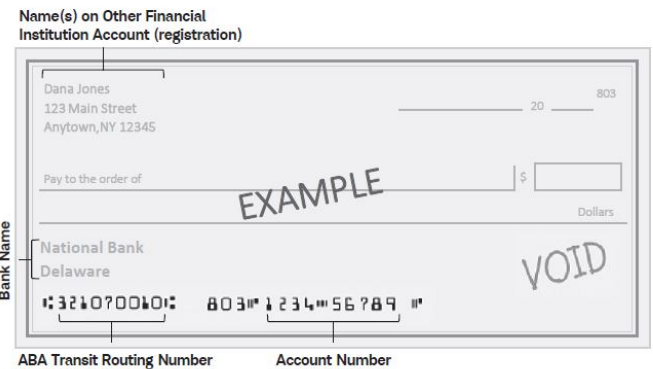 Name(s) on Other Financial
Institution Account (registration)
Dana Jones
123 Main Street
Anytown,NY 12345
803
20
Pay to the order of
$
EXAMPLE
Dollars
Bank Name
National Bank
Delaware
VOID
⑆321070010⑆ 803⑈ 1234⑉56789 ⑈
ABA Transit Routing Number
Account Number